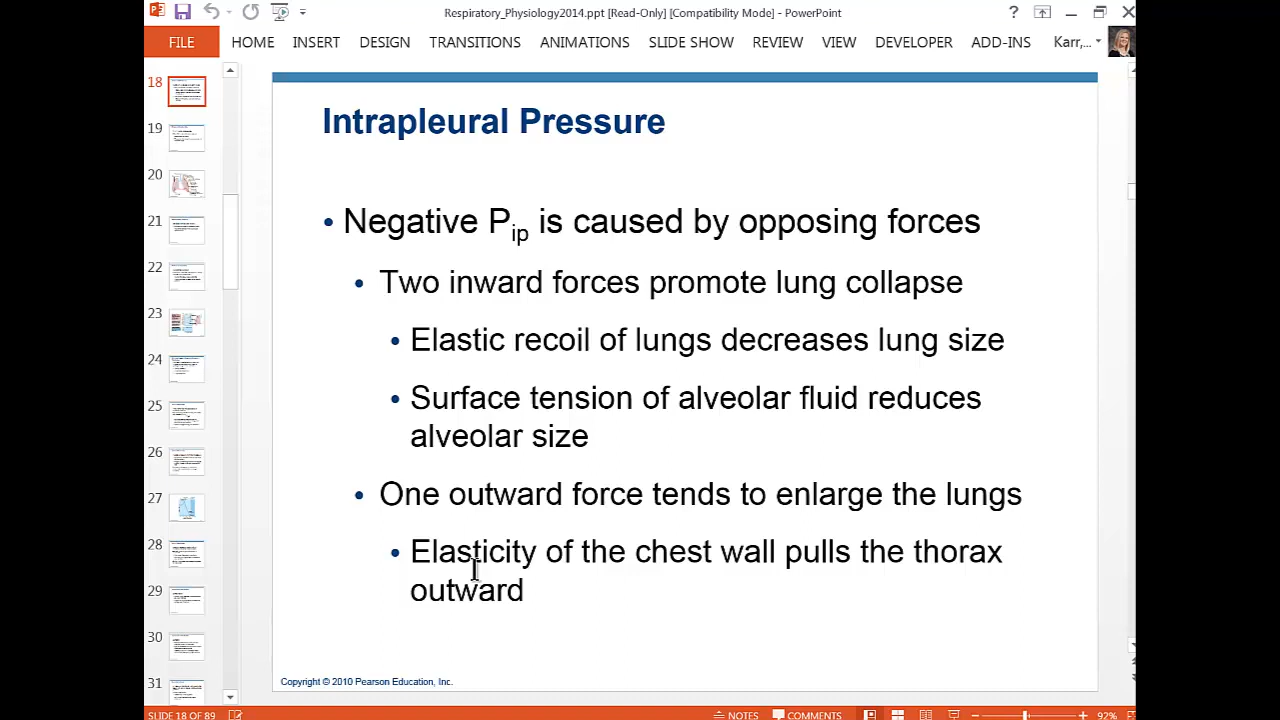 Respiratory_Physiology2014.ppt [Read-Only] [Compatibility Mode] - PowerPoint
?
FILE HOME INSERT DESIGN TRANSITIONS ANIMATIONS SLIDE SHOW REVIEW VIEW DEVELOPER ADD-INS Karr,...
18
19
20
21
22
23
24
25
26
27
28
29
30
31
Intrapleural Pressure
• Negative Pip is caused by opposing forces
• Two inward forces promote lung collapse
• Elastic recoil of lungs decreases lung size
• Surface tension of alveolar fluid reduces
alveolar size
• One outward force tends to enlarge the lungs
• Elasticity of the chest wall pulls the thorax
outward
Copyright © 2010 Pearson Education, Inc.
SLIDE 18 OF 89 NOTES COMMENTS 92%